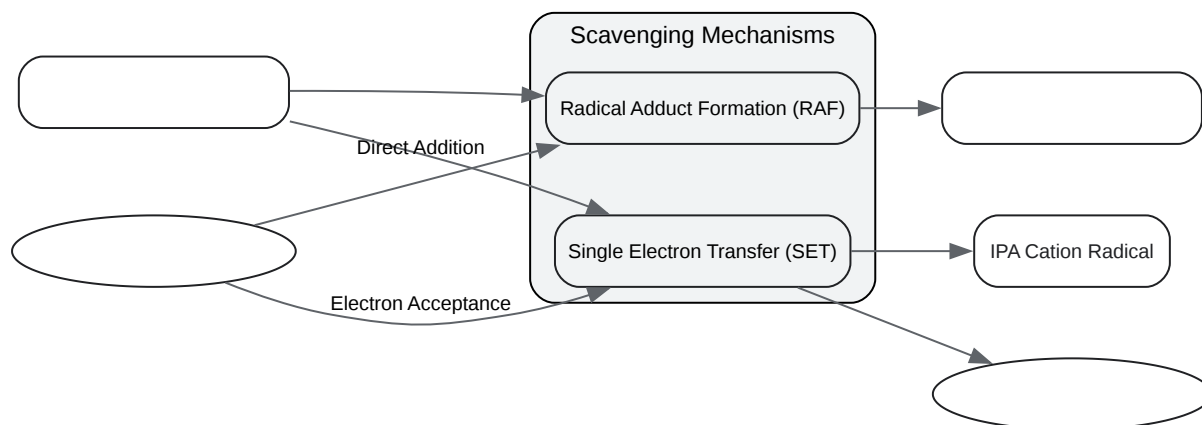 Scavenging Mechanisms
Radical Adduct Formation (RAF)
Direct Addition
Single Electron Transfer (SET)
IPA Cation Radical
Electron Acceptance